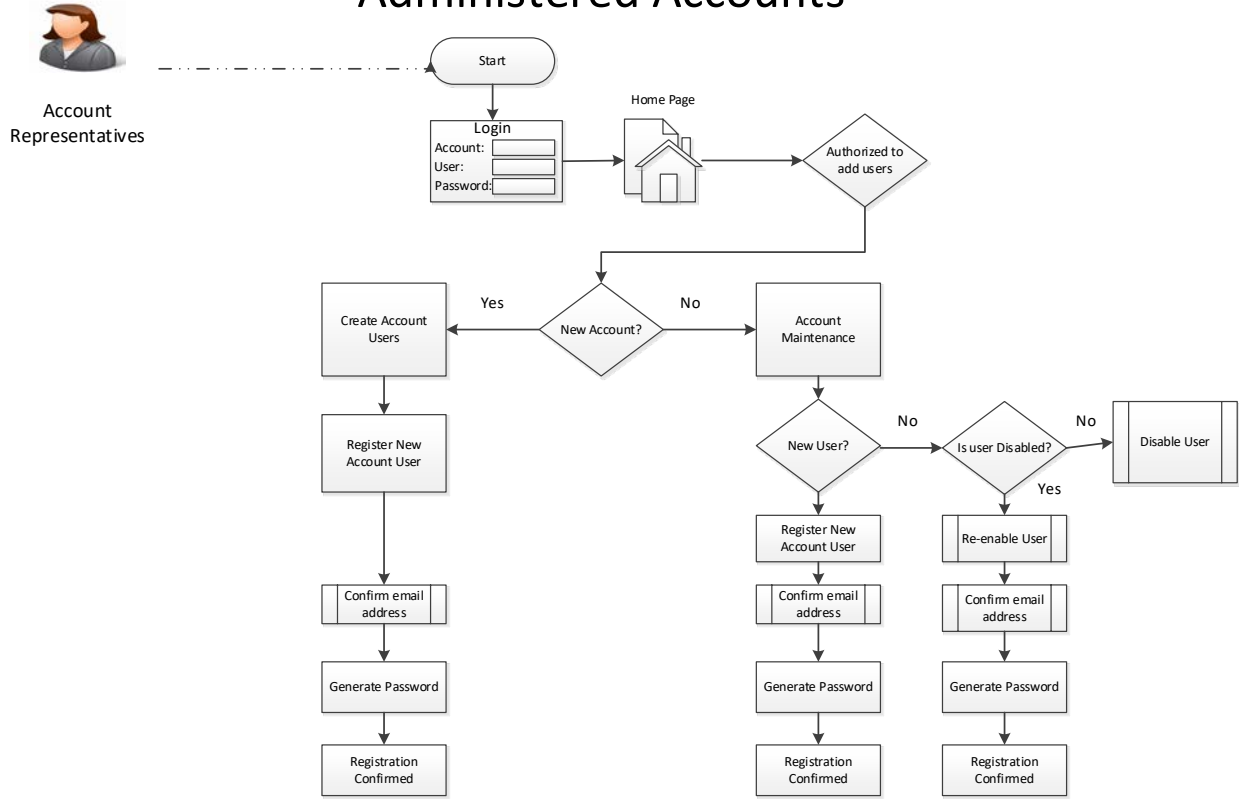 Administered Accounts
Account
Representatives
Start
Login
Account:
User:
Password:
Home Page
Authorized to
add users
Yes
New Account?
No
Create Account
Users
Account
Maintenance
Register New
Account User
New User?
No
Is user Disabled?
No
Disable User
Yes
Register New
Account User
Re-enable User
Confirm email
address
Confirm email
address
Confirm email
address
Generate Password
Generate Password
Generate Password
Registration
Confirmed
Registration
Confirmed
Registration
Confirmed